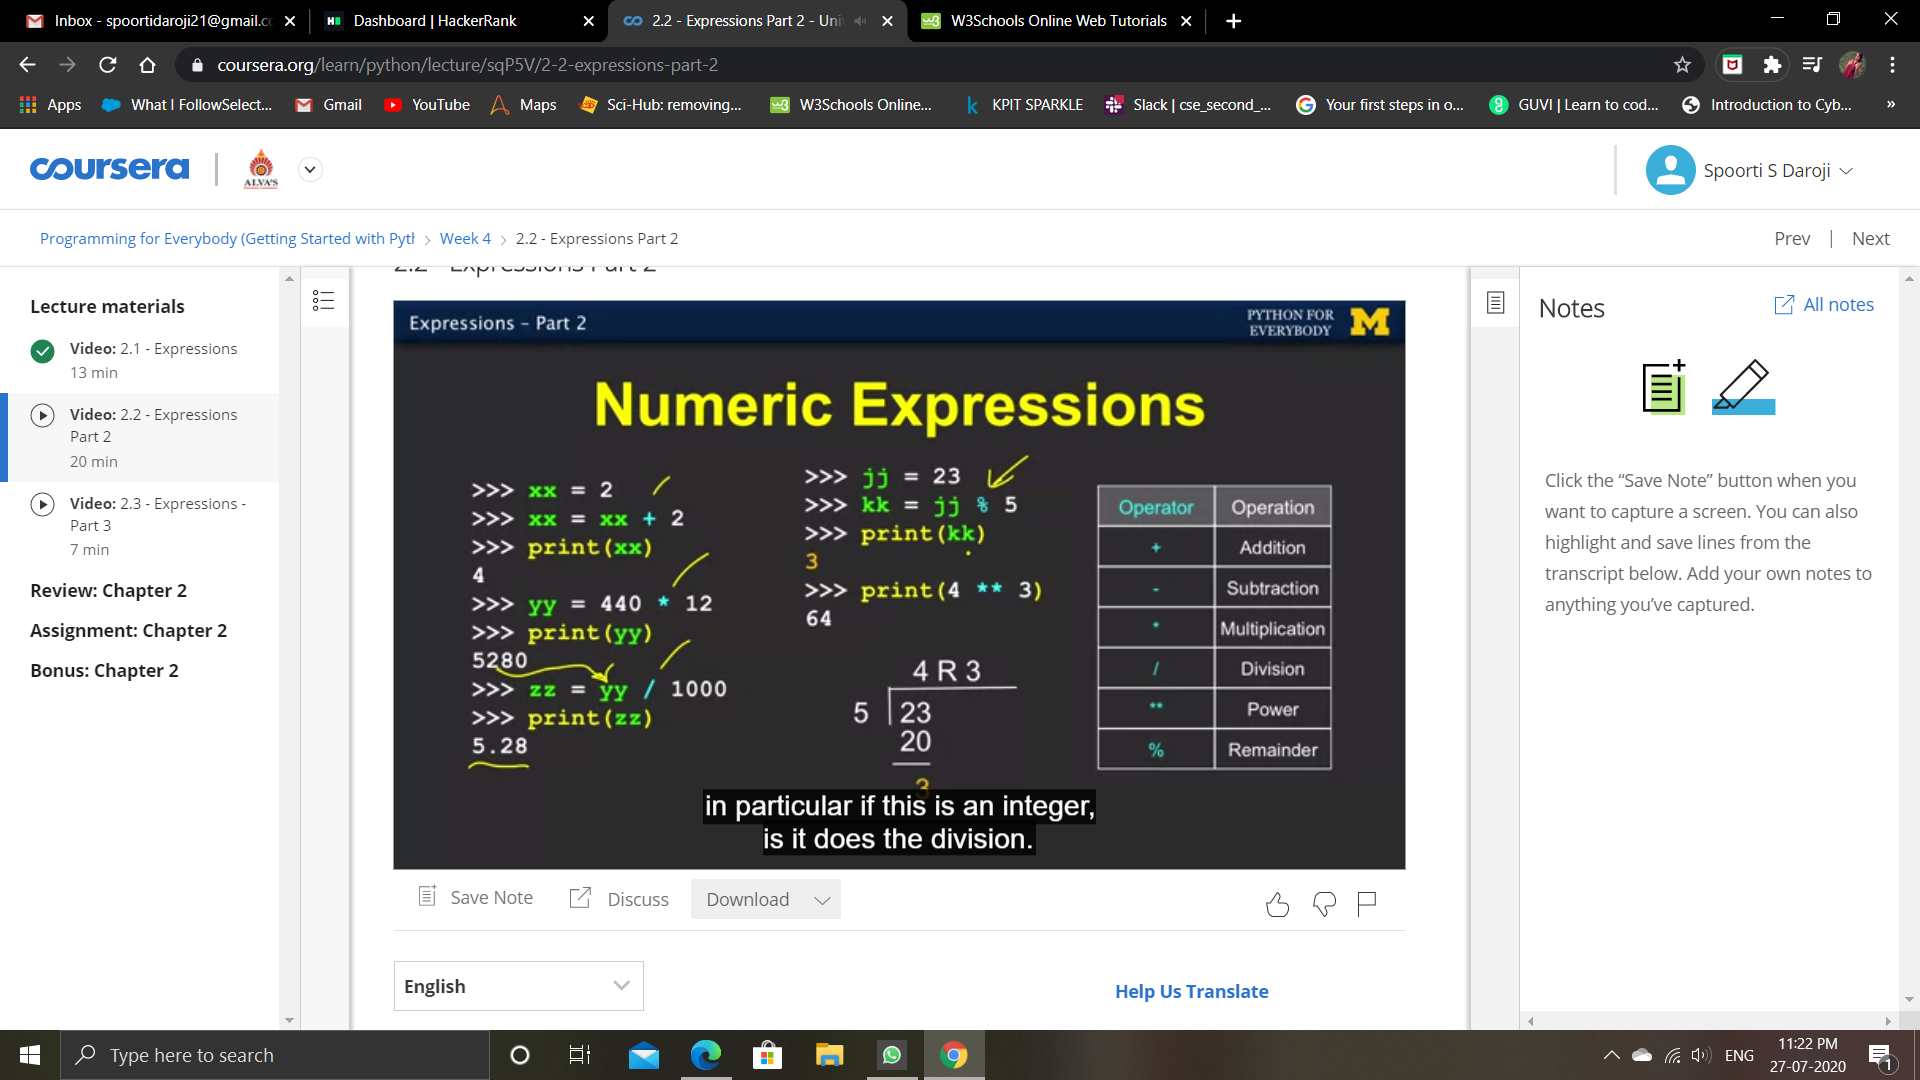 Inbox - spoortidaroji21@gmail.cc
Dashboard | HackerRank
2.2 - Expressions Part 2 - Uni
W3Schools Online Web Tutorials
coursera.org/learn/python/lecture/sqP5V/2-2-expressions-part-2
Apps
What I FollowSelect...
Gmail
YouTube
Maps
Sci-Hub: removing...
W3Schools Online...
KPIT SPARKLE
Slack | cse_second_...
Your first steps in o...
GUVI | Learn to cod...
Introduction to Cyb...
»
coursera
ALVA'S
Spoorti S Daroji
Programming for Everybody (Getting Started with Pyth
Week 4
2.2 - Expressions Part 2
Prev | Next
Lecture materials
Video: 2.1 - Expressions
13 min
Video: 2.2 - Expressions
Part 2
20 min
Video: 2.3 - Expressions -
Part 3
7 min
Review: Chapter 2
Assignment: Chapter 2
Bonus: Chapter 2
2.2 - Expressions Part 2
Expressions - Part 2
PYTHON FOR
EVERYBODY
M
Numeric Expressions
>>> xx = 2
>>> xx = xx + 2
>>> print(xx)
4
>>> yy = 440 * 12
>>> print(yy)
5280
>>> zz = yy / 1000
>>> print(zz)
5.28
>>> jj = 23
>>> kk = jj % 5
>>> print(kk)
3
>>> print(4 ** 3)
64
4 R 3
5 23
20
3
Operator Operation
+ Addition
- Subtraction
* Multiplication
/ Division
** Power
% Remainder
in particular if this is an integer,
is it does the division.
Save Note
Discuss
Download
English
Help Us Translate
Notes
All notes
Click the “Save Note” button when you
want to capture a screen. You can also
highlight and save lines from the
transcript below. Add your own notes to
anything you’ve captured.
Type here to search
ENG
11:22 PM
27-07-2020
1